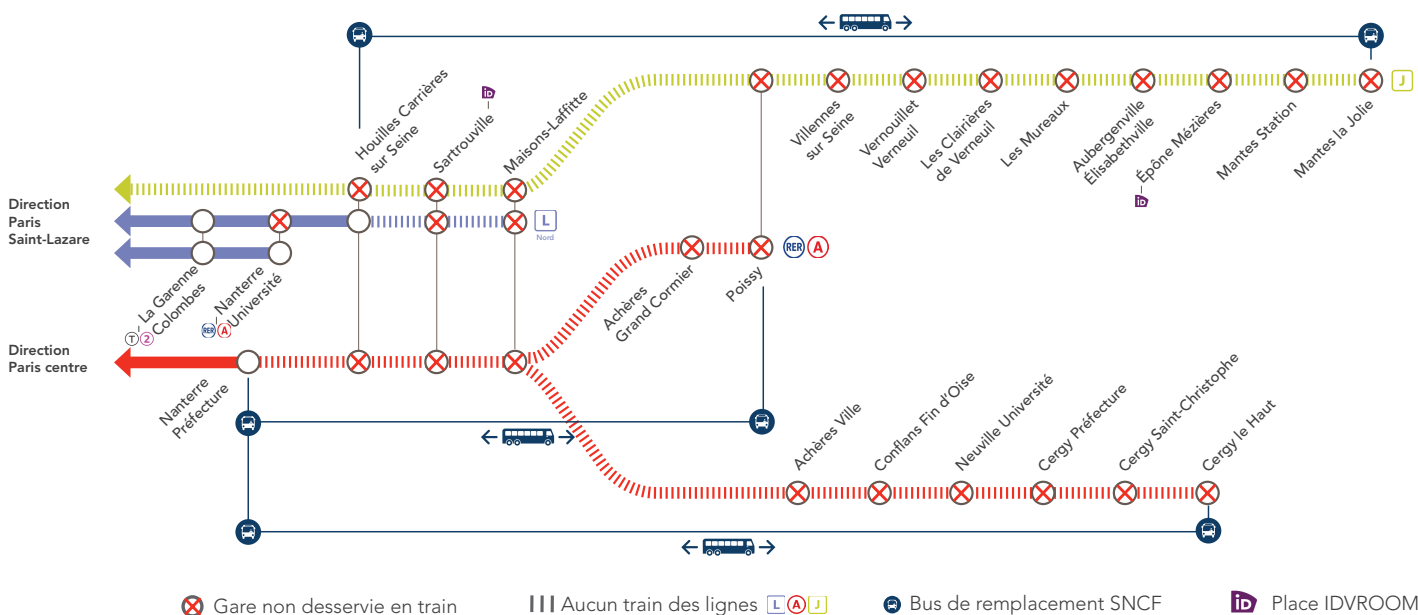 Houilles Carrières
sur Seine
Sartrouville
iD
Maisons-Laffitte
Villennes
sur Seine
Vernouillet
Verneuil
Les Clairières
de Verneuil
Les Mureaux
Aubergenville
Élisabethville
Épône Mézières
iD
Mantes Station
Mantes la Jolie
J
Direction
Paris
Saint-Lazare
L
Nord
La Garenne
Colombes
T 2
Nanterre
Université
RER A
Achères
Grand Cormier
Poissy
RER A
Direction
Paris centre
Nanterre
Préfecture
Achères Ville
Conflans Fin d'Oise
Neuville Université
Cergy Préfecture
Cergy Saint-Christophe
Cergy le Haut
Gare non desservie en train
Aucun train des lignes L A J
Bus de remplacement SNCF
iD Place IDVROOM